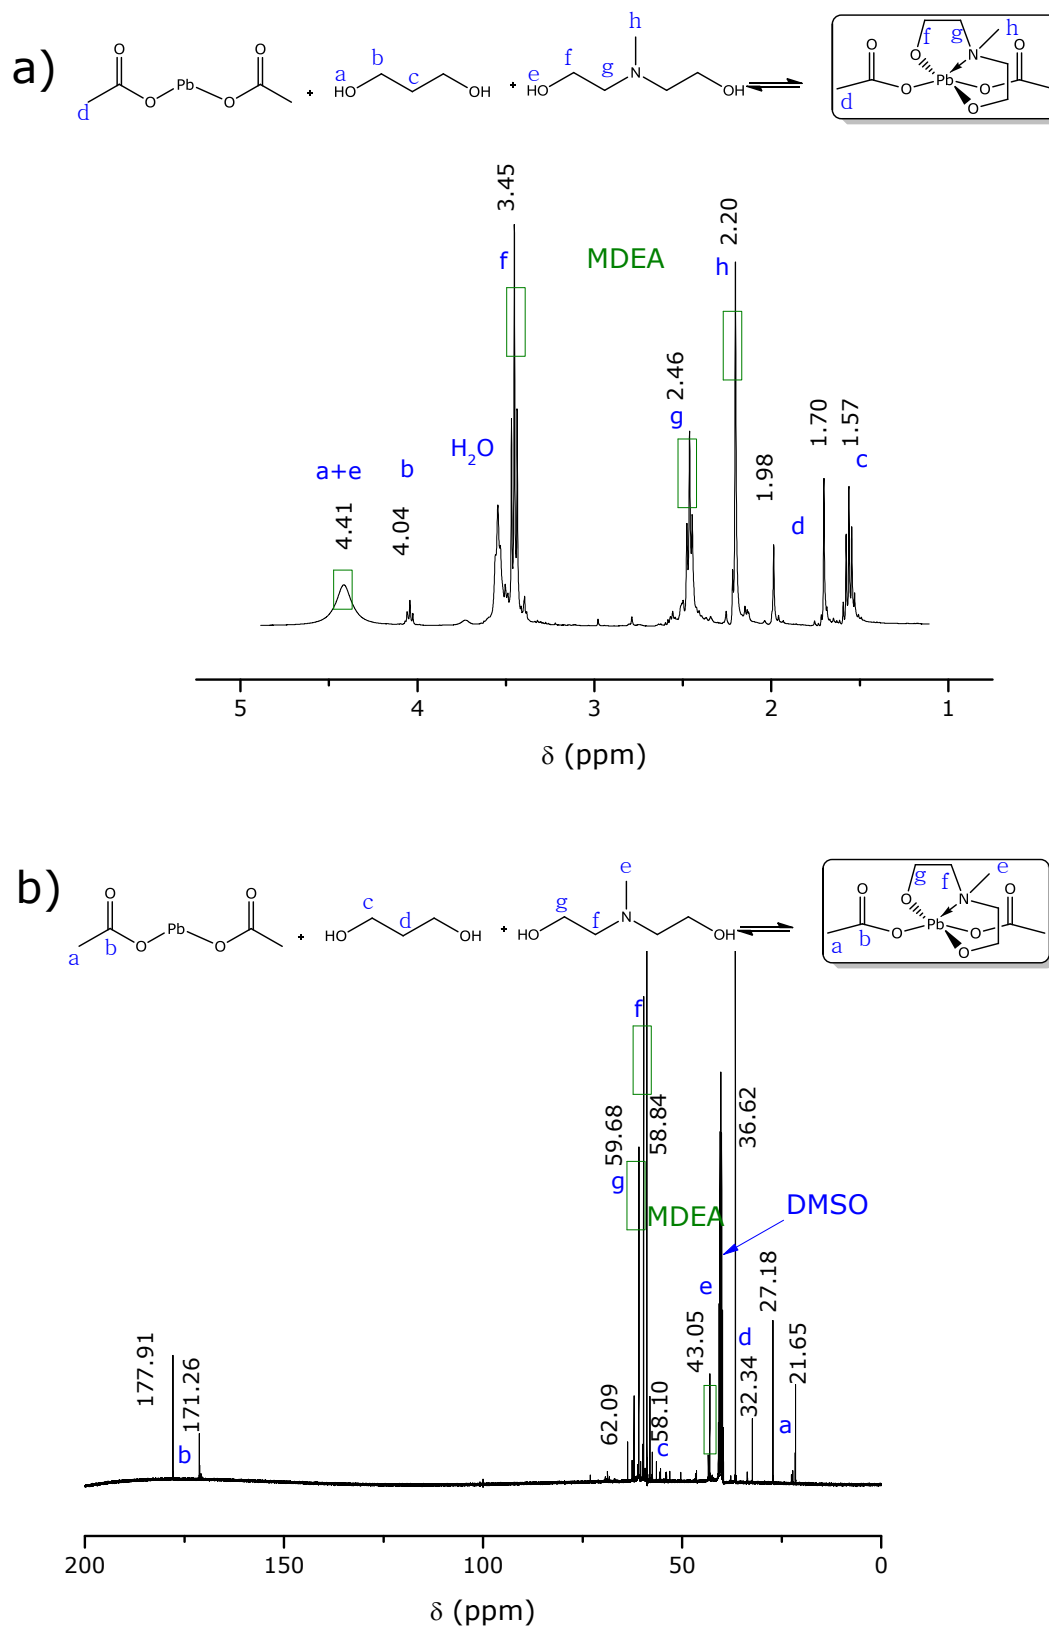 a)
O O
Pb
O O
d
+
a b c
HO OH
+
h
f g N
e
HO OH
f g h
O N O O
O Pb O
d O
3.45
f
MDEA
2.20
h
2.46
g
H2O
a+e
b
4.41
4.04
1.98
d
1.70
1.57
c
5 4 3 2 1
δ (ppm)
b)
O O
Pb
O O
a b
+
c d
HO OH
+
e
g f N
HO OH
g f e
O N O O
O Pb O
a b O
f
59.68
58.84
36.62
g
MDEA
DMSO
e
27.18
177.91
171.26
b
62.09
58.10
c
43.05
d
32.34
21.65
a
200 150 100 50 0
δ (ppm)